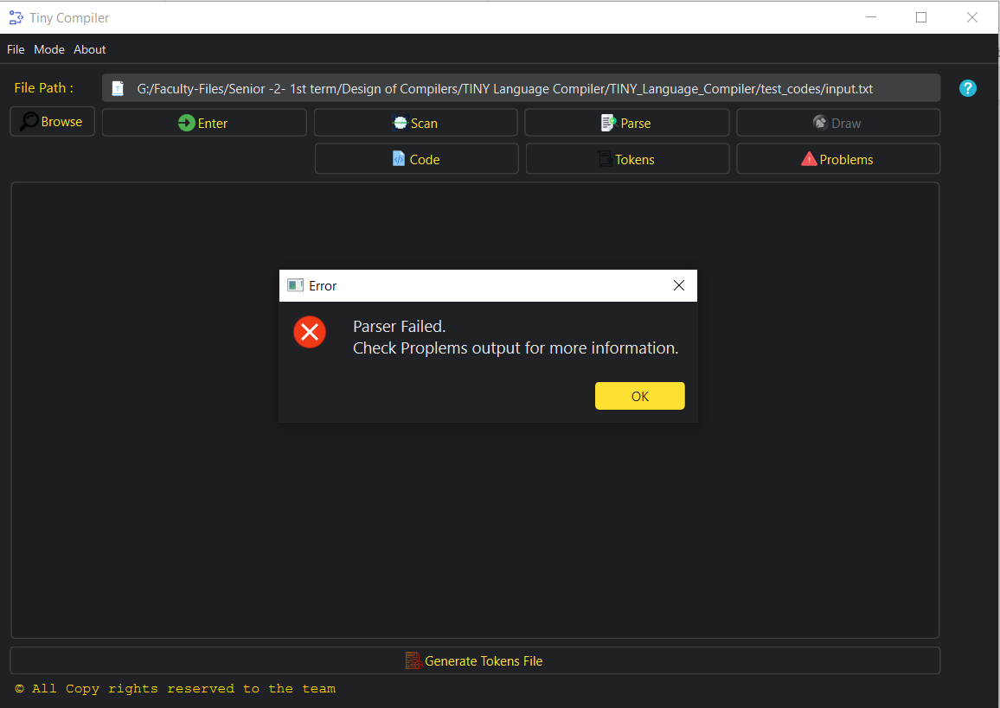 Tiny Compiler
File Mode About
File Path :
G:/Faculty-Files/Senior -2- 1st term/Design of Compilers/TINY Language Compiler/TINY_Language_Compiler/test_codes/input.txt
?
Browse
Enter
Scan
Parse
Draw
Code
Tokens
Problems
Error
Parser Failed.
Check Proplems output for more information.
OK
Generate Tokens File
© All Copy rights reserved to the team